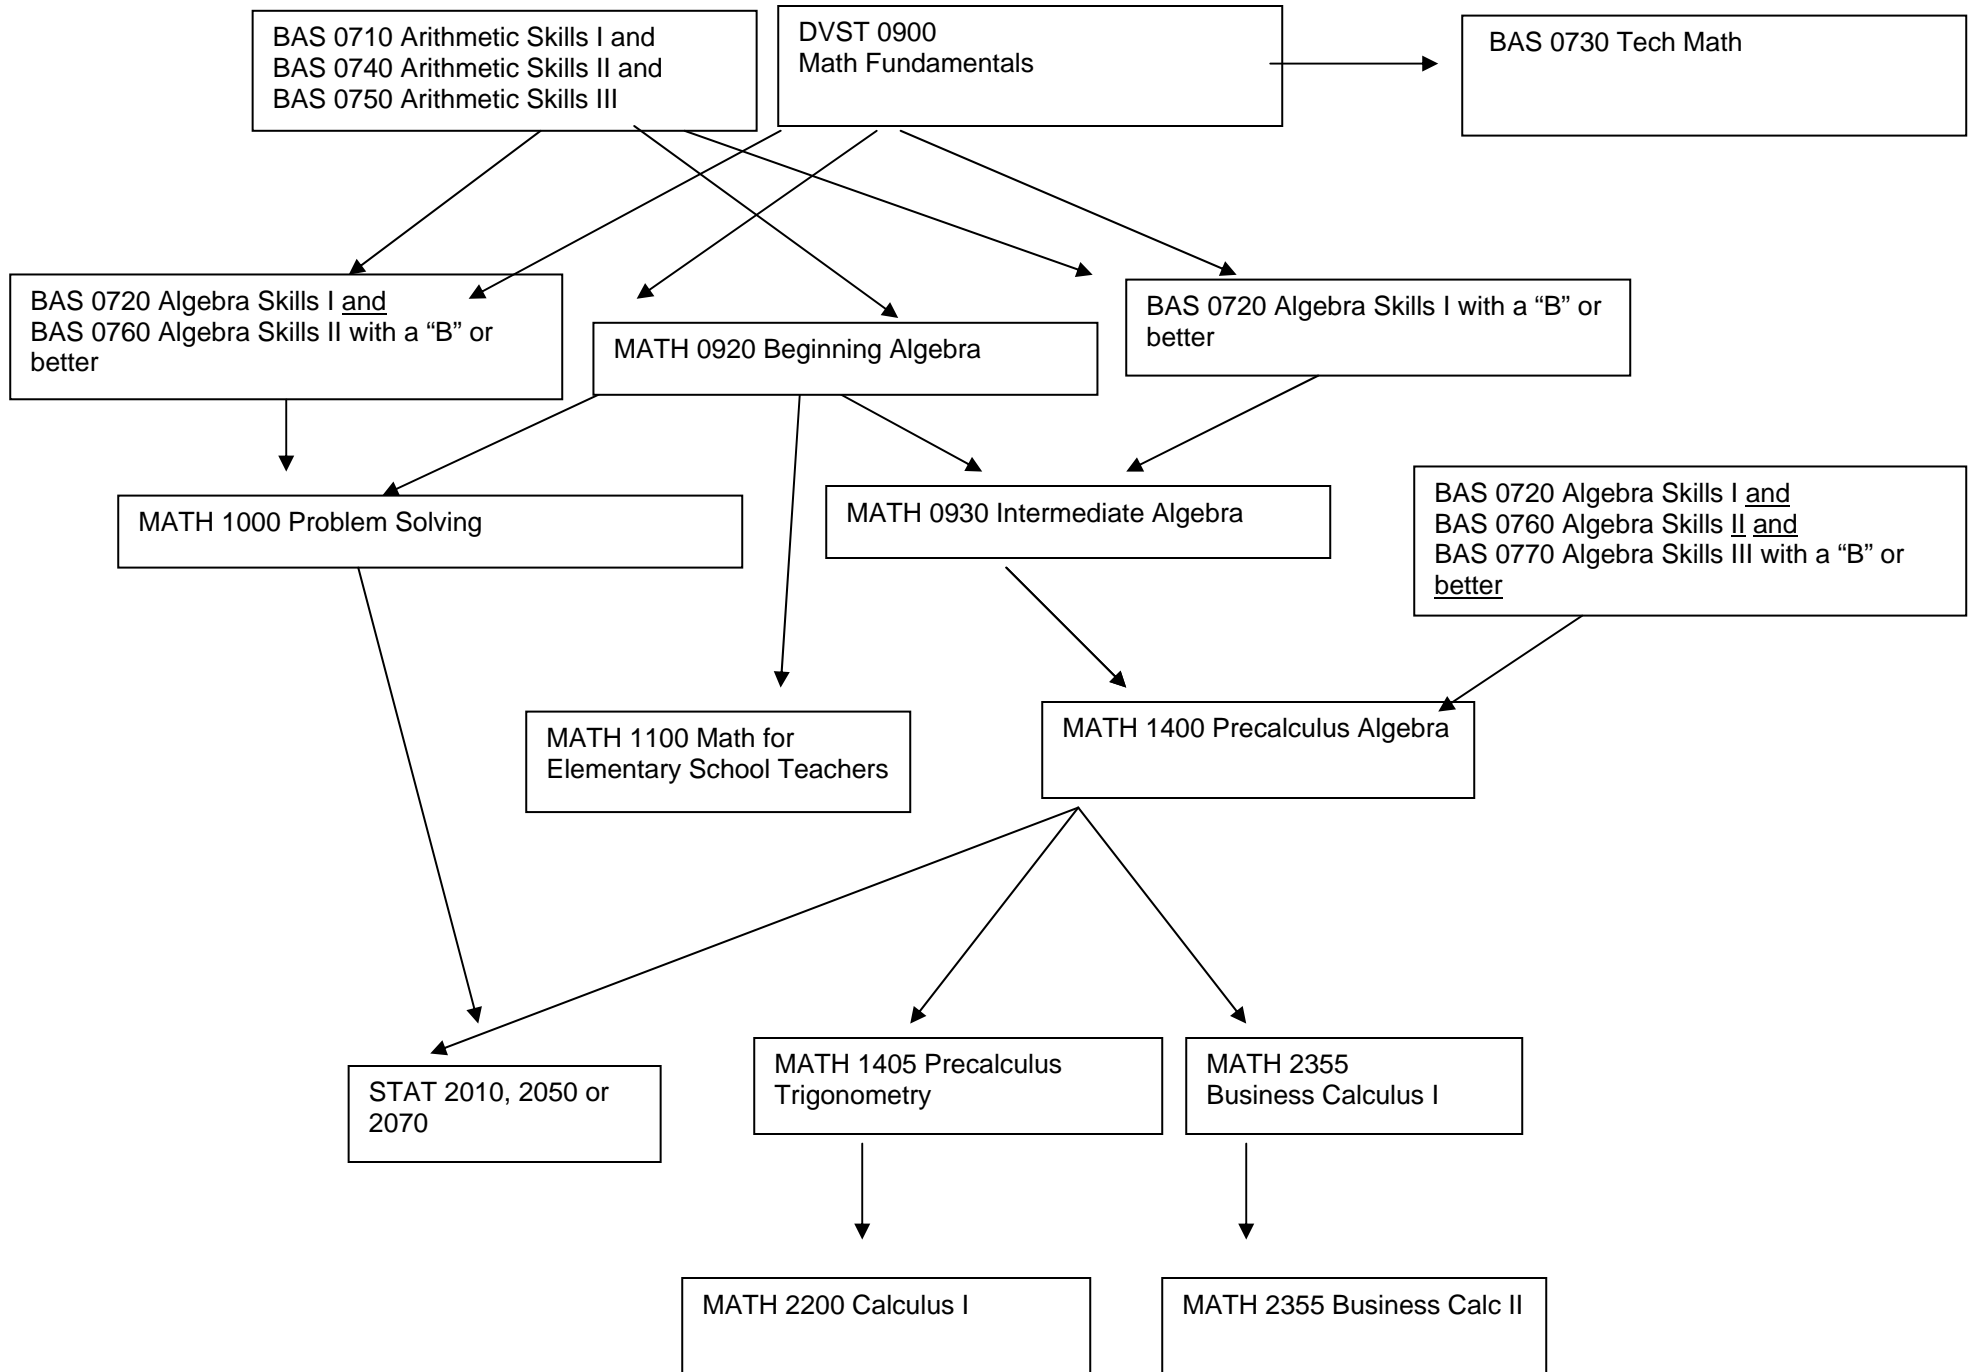 BAS 0710 Arithmetic Skills I and
BAS 0740 Arithmetic Skills II and
BAS 0750 Arithmetic Skills III
DVST 0900
Math Fundamentals
BAS 0730 Tech Math
BAS 0720 Algebra Skills I and
BAS 0760 Algebra Skills II with a “B” or
better
MATH 0920 Beginning Algebra
BAS 0720 Algebra Skills I with a “B” or
better
MATH 1000 Problem Solving
MATH 0930 Intermediate Algebra
BAS 0720 Algebra Skills I and
BAS 0760 Algebra Skills II and
BAS 0770 Algebra Skills III with a “B” or
better
MATH 1100 Math for
Elementary School Teachers
MATH 1400 Precalculus Algebra
STAT 2010, 2050 or
2070
MATH 1405 Precalculus
Trigonometry
MATH 2355
Business Calculus I
MATH 2200 Calculus I
MATH 2355 Business Calc II